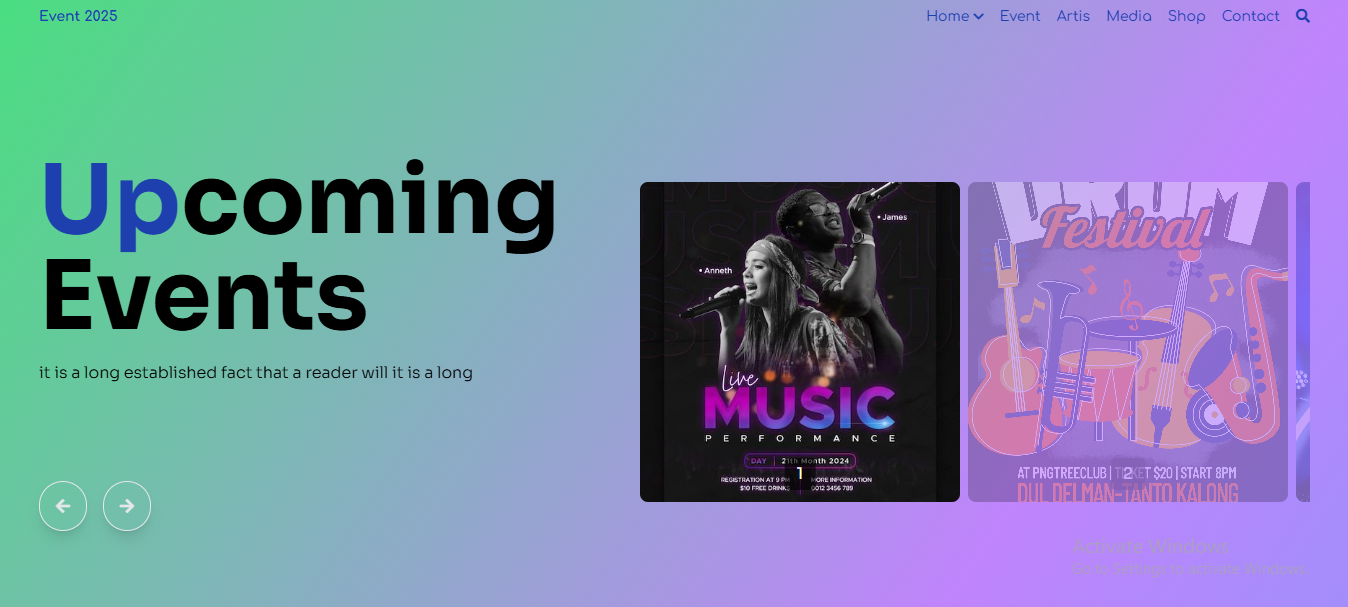 Event 2025
Home Event Artis Media Shop Contact
Upcoming
Events
it is a long established fact that a reader will it is a long
• James
• Anneth
Live
MUSIC
PERFORMANCE
DAY 21th Month 2024
1
REGISTRATION AT 9 PM MORE INFORMATION
$10 FREE DRINKS 0012 3456 789
DRUM
Festival
AT PNGTREECLUB | TICKET $20 | START 8PM
2
DUL DELMAN-TANTO KALONG
Activate Windows
Go to Settings to activate Windows.